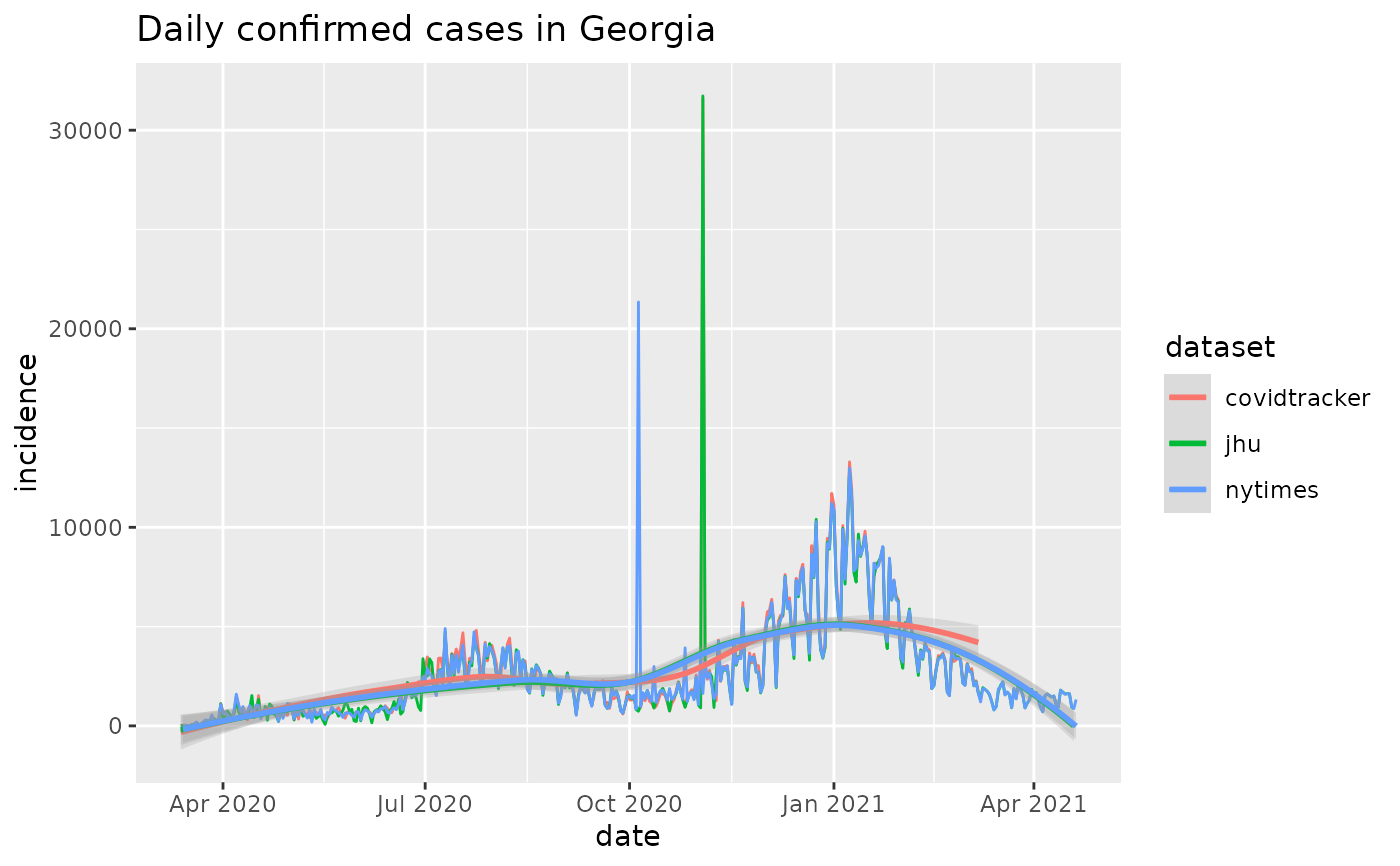 Daily confirmed cases in Georgia
30000
20000
10000
0
incidence
Apr 2020
Jul 2020
Oct 2020
Jan 2021
Apr 2021
date
dataset
covidtracker
jhu
nytimes